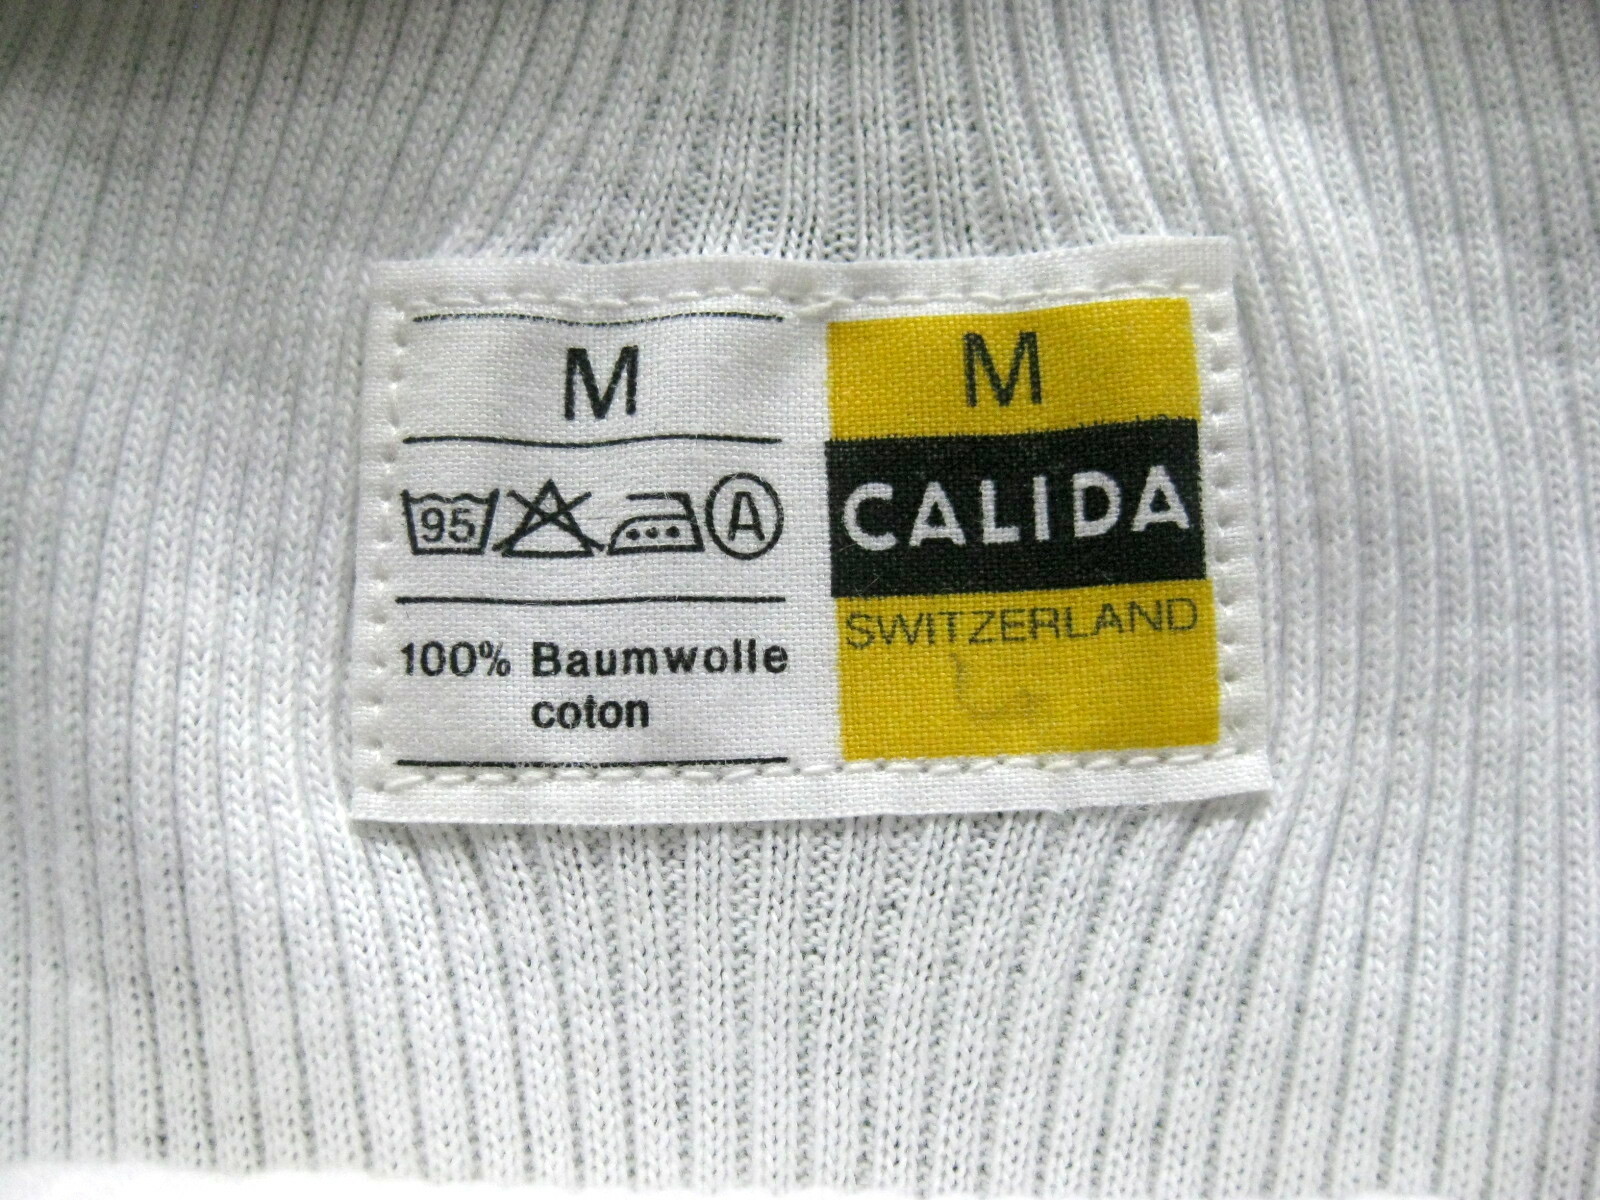 M
95 A
100% Baumwolle
coton
M
CALIDA
SWITZERLAND